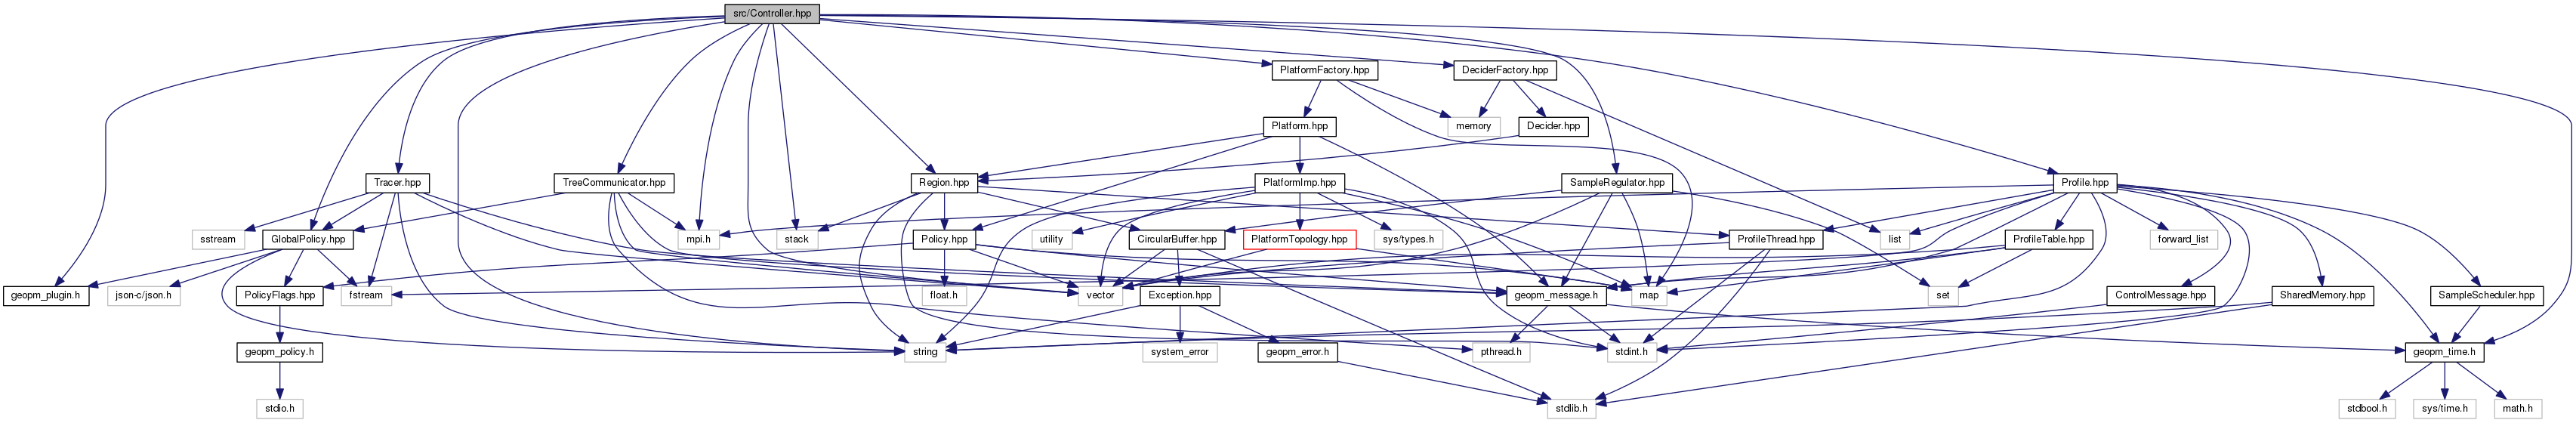 src/Controller.hpp
PlatformFactory.hpp
DeciderFactory.hpp
Platform.hpp
memory
Decider.hpp
Tracer.hpp
TreeCommunicator.hpp
Region.hpp
PlatformImp.hpp
SampleRegulator.hpp
Profile.hpp
sstream
GlobalPolicy.hpp
mpi.h
stack
Policy.hpp
utility
CircularBuffer.hpp
PlatformTopology.hpp
sys/types.h
ProfileThread.hpp
list
ProfileTable.hpp
forward_list
geopm_plugin.h
json-c/json.h
PolicyFlags.hpp
fstream
float.h
vector
Exception.hpp
geopm_message.h
map
set
ControlMessage.hpp
SharedMemory.hpp
SampleScheduler.hpp
geopm_policy.h
string
system_error
geopm_error.h
pthread.h
stdint.h
geopm_time.h
stdio.h
stdlib.h
stdbool.h
sys/time.h
math.h